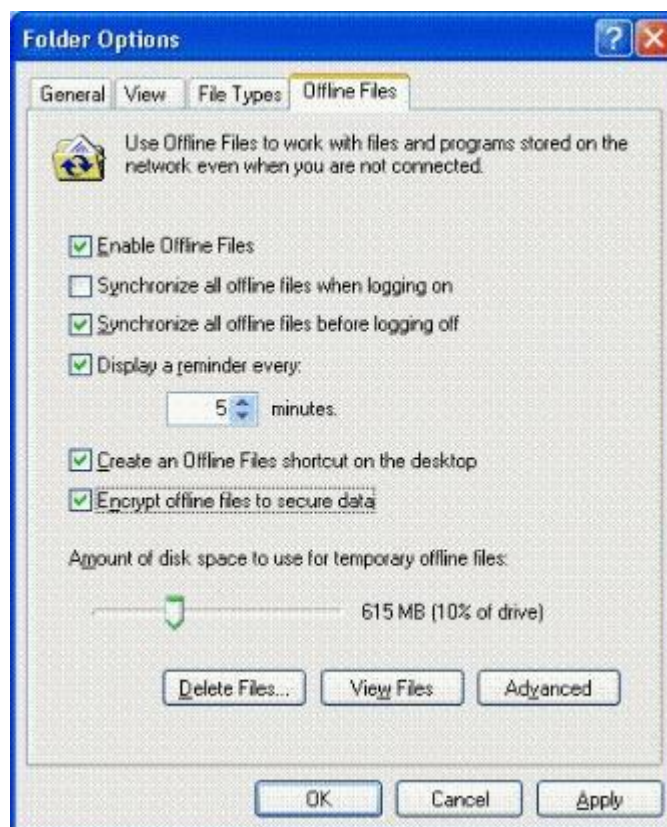 Folder Options
General
View
File Types
Offline Files
Use Offline Files to work with files and programs stored on the
network even when you are not connected.
Enable Offline Files
Synchronize all offline files when logging on
Synchronize all offline files before logging off
Display a reminder every:
5 minutes.
Create an Offline Files shortcut on the desktop
Encrypt offline files to secure data
Amount of disk space to use for temporary offline files:
615 MB (10% of drive)
Delete Files...
View Files
Advanced
OK
Cancel
Apply